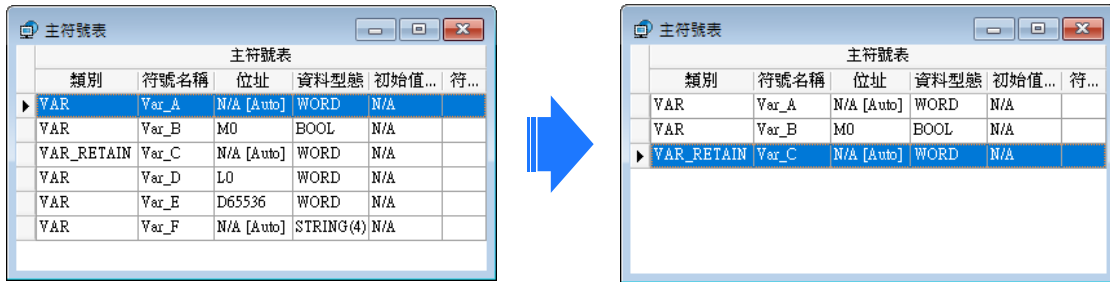 主符號表
主符號表
類別 符號名稱 位址 資料型態 初始值... 符...
VAR Var_A N/A [Auto] WORD N/A
VAR Var_B M0 BOOL N/A
VAR_RETAIN Var_C N/A [Auto] WORD N/A
VAR Var_D L0 WORD N/A
VAR Var_E D65536 WORD N/A
VAR Var_F N/A [Auto] STRING(4) N/A
主符號表
主符號表
類別 符號名稱 位址 資料型態 初始值... 符...
VAR Var_A N/A [Auto] WORD N/A
VAR Var_B M0 BOOL N/A
VAR_RETAIN Var_C N/A [Auto] WORD N/A